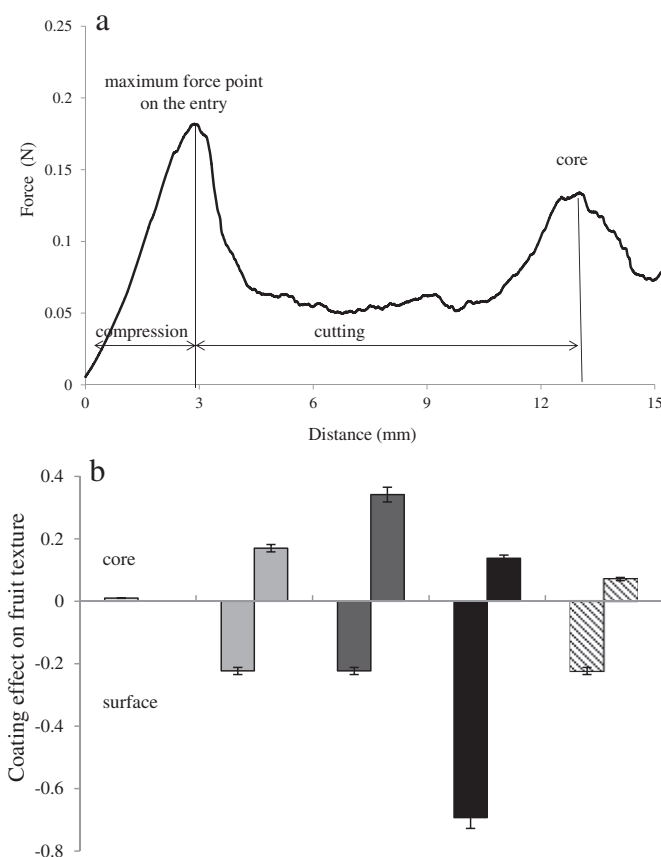 a
0.25
0.2
0.15
0.1
0.05
0
Force (N)
maximum force point
on the entry
core
compression
cutting
0
3
6
9
12
15
Distance (mm)
b
0.4
0.2
0
-0.2
-0.4
-0.6
-0.8
Coating effect on fruit texture
core
surface